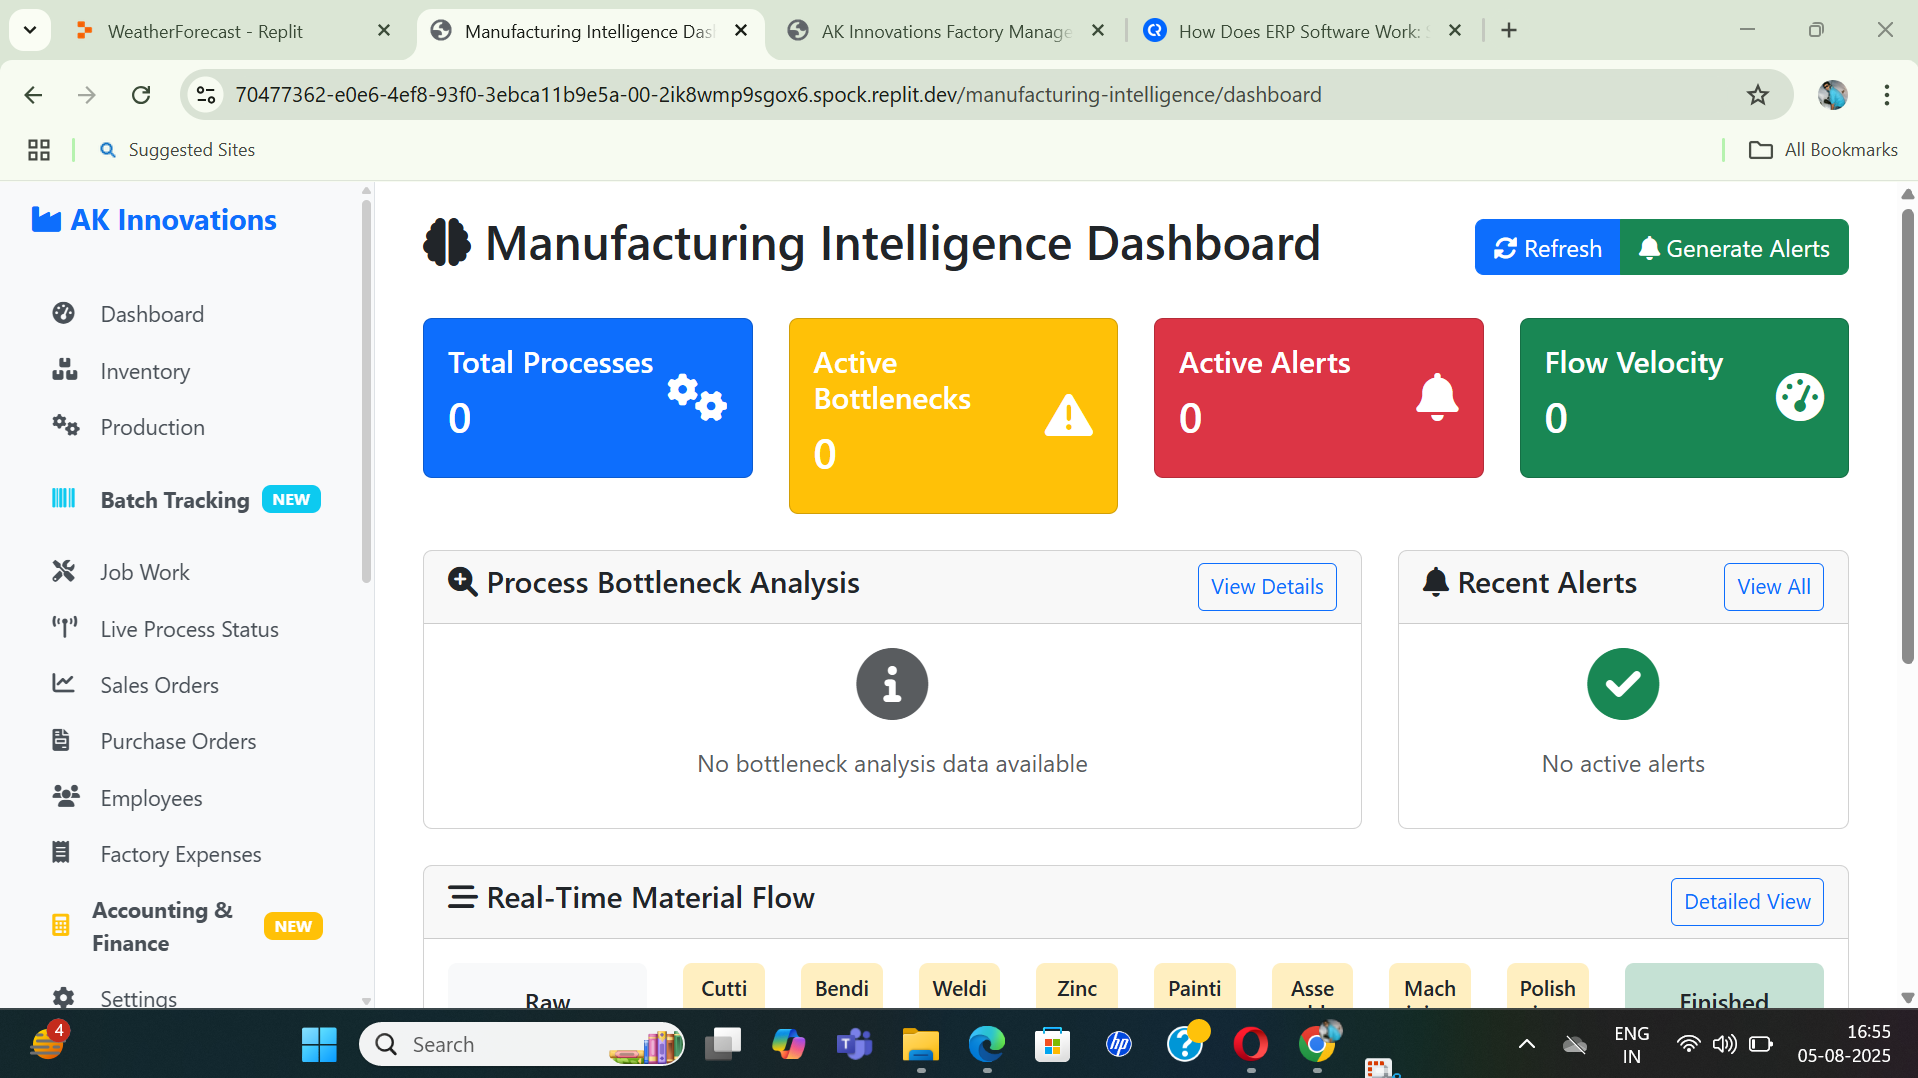 WeatherForecast - Replit
Manufacturing Intelligence Das
AK Innovations Factory Manage
How Does ERP Software Work:
70477362-e0e6-4ef8-93f0-3ebca11b9e5a-00-2ik8wmp9sgox6.spock.replit.dev/manufacturing-intelligence/dashboard
Suggested Sites
All Bookmarks
AK Innovations
Dashboard
Inventory
Production
Batch Tracking NEW
Job Work
Live Process Status
Sales Orders
Purchase Orders
Employees
Factory Expenses
Accounting &
Finance
NEW
Settings
Manufacturing Intelligence Dashboard
Refresh
Generate Alerts
Total Processes
0
Active
Bottlenecks
0
Active Alerts
0
Flow Velocity
0
Process Bottleneck Analysis
View Details
No bottleneck analysis data available
Recent Alerts
View All
No active alerts
Real-Time Material Flow
Detailed View
Raw
Cutti
Bendi
Weldi
Zinc
Painti
Asse
Mach
Polish
Finished
4
Search
hp
ENG
IN
16:55
05-08-2025